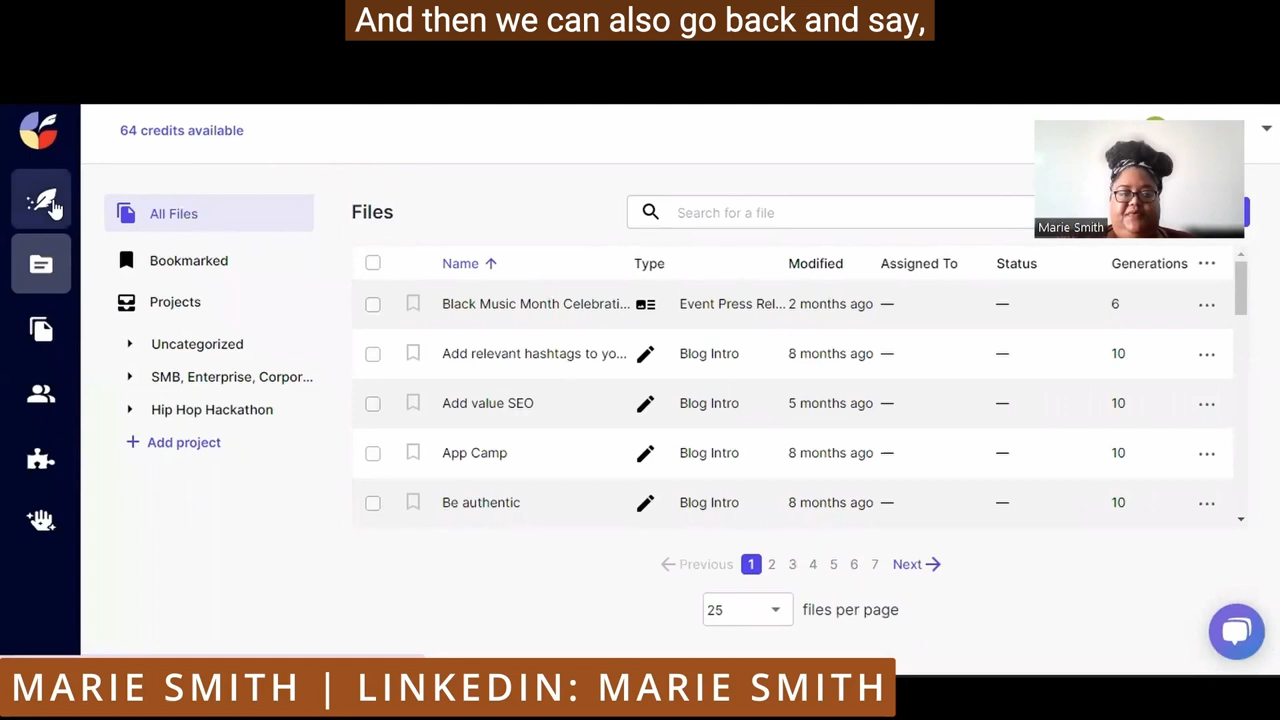 And then we can also go back and say,
64 credits available
Marie Smith
All Files
Bookmarked
Projects
Uncategorized
SMB, Enterprise, Corpor...
Hip Hop Hackathon
+ Add project
Files
Search for a file
Name Type Modified Assigned To Status Generations
Black Music Month Celebrati... Event Press Rel... 2 months ago — — 6
Add relevant hashtags to yo... Blog Intro 8 months ago — — 10
Add value SEO Blog Intro 5 months ago — — 10
App Camp Blog Intro 8 months ago — — 10
Be authentic Blog Intro 8 months ago — — 10
Previous 1 2 3 4 5 6 7 Next
25 files per page
MARIE SMITH | LINKEDIN: MARIE SMITH